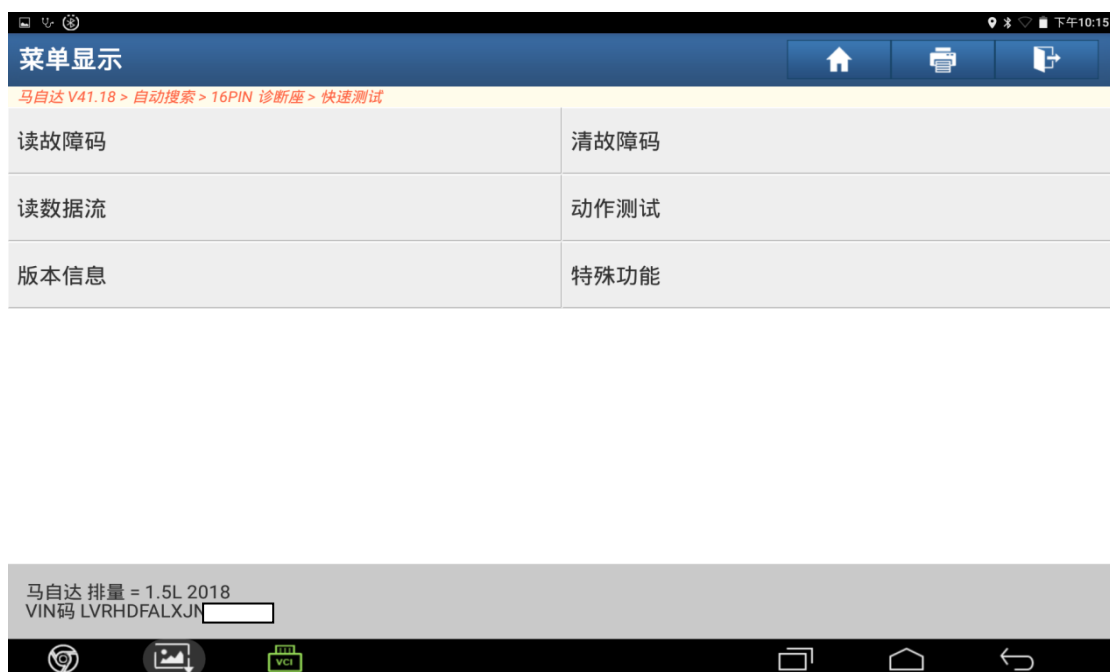 下午10:15
菜单显示
马自达 V41.18 > 自动搜索 > 16PIN 诊断座 > 快速测试
读故障码
清故障码
读数据流
动作测试
版本信息
特殊功能
马自达 排量 = 1.5L 2018
VIN码 LVRHDFALXJN
VCI